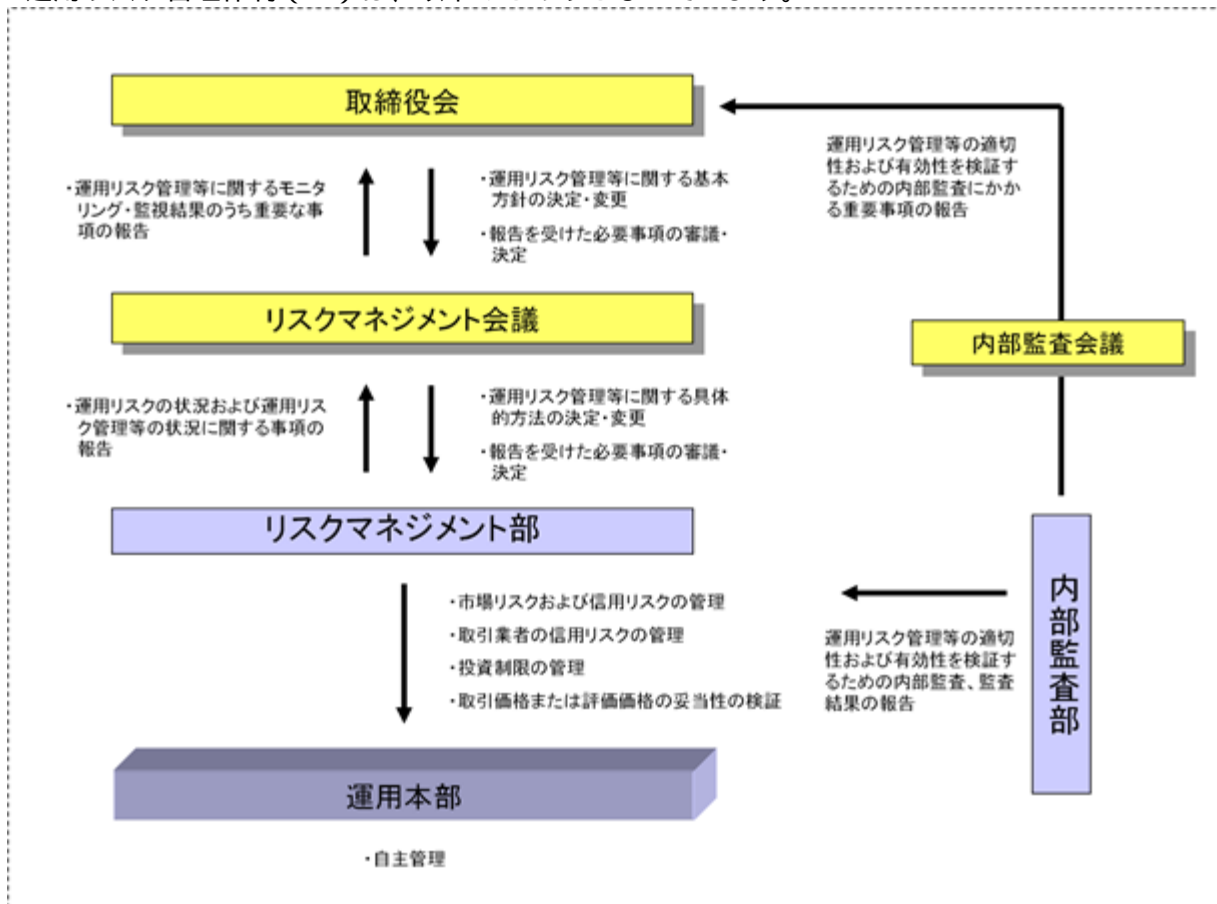 取締役会
・運用リスク管理等に関するモニタ
リング・監視結果のうち重要な事
項の報告
・運用リスク管理等に関する基本
方針の決定・変更
・報告を受けた必要事項の審議・
決定
運用リスク管理等の適切
性および有効性を検証す
るための内部監査にかか
る重要事項の報告
リスクマネジメント会議
内部監査会議
・運用リスクの状況および運用リス
ク管理等の状況に関する事項の
報告
・運用リスク管理等に関する具体
的方法の決定・変更
・報告を受けた必要事項の審議・
決定
リスクマネジメント部
・市場リスクおよび信用リスクの管理
・取引業者の信用リスクの管理
・投資制限の管理
・取引価格または評価価格の妥当性の検証
運用リスク管理等の適切
性および有効性を検証す
るための内部監査、監査
結果の報告
内部監査部
運用本部
・自主管理